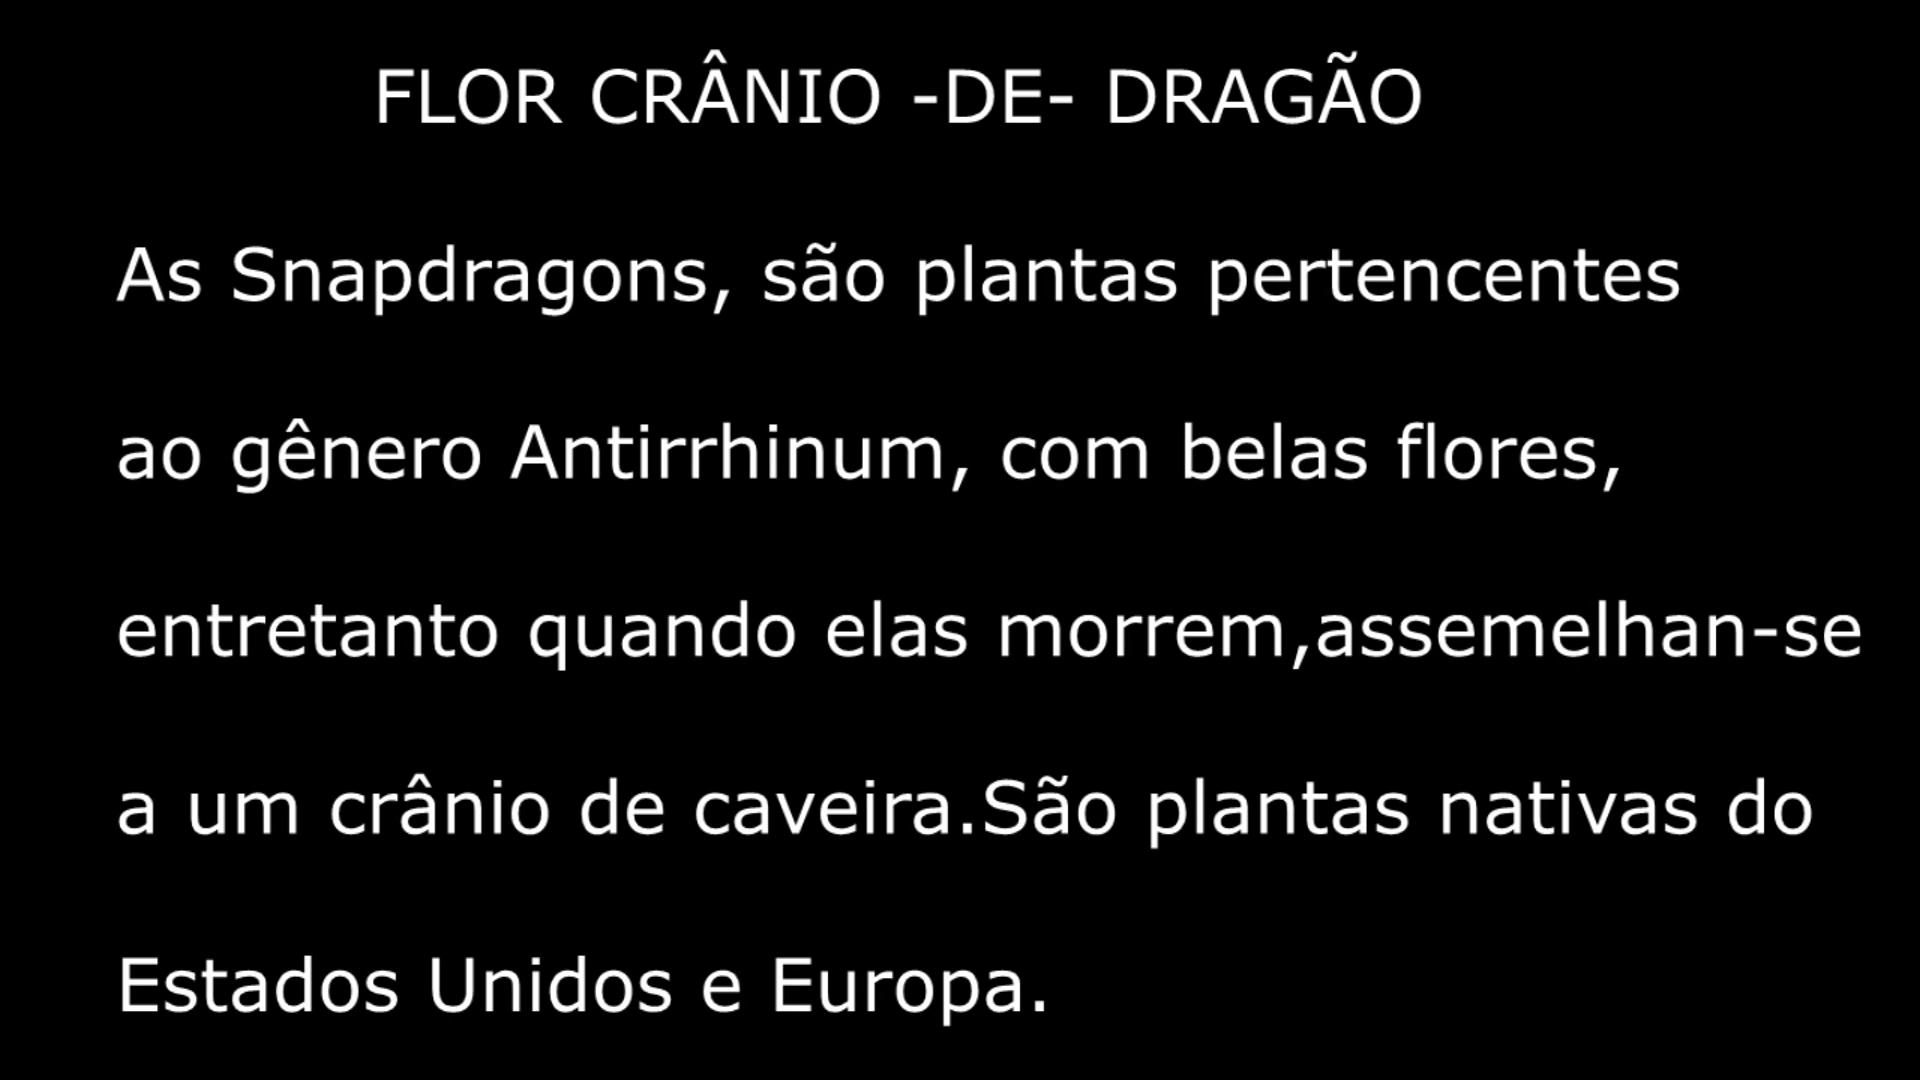 FLOR CRÂNIO -DE- DRAGÃO
As Snapdragons, são plantas pertencentes
ao gênero Antirrhinum, com belas flores,
entretanto quando elas morrem,assemelhan-se
a um crânio de caveira.São plantas nativas do
Estados Unidos e Europa.